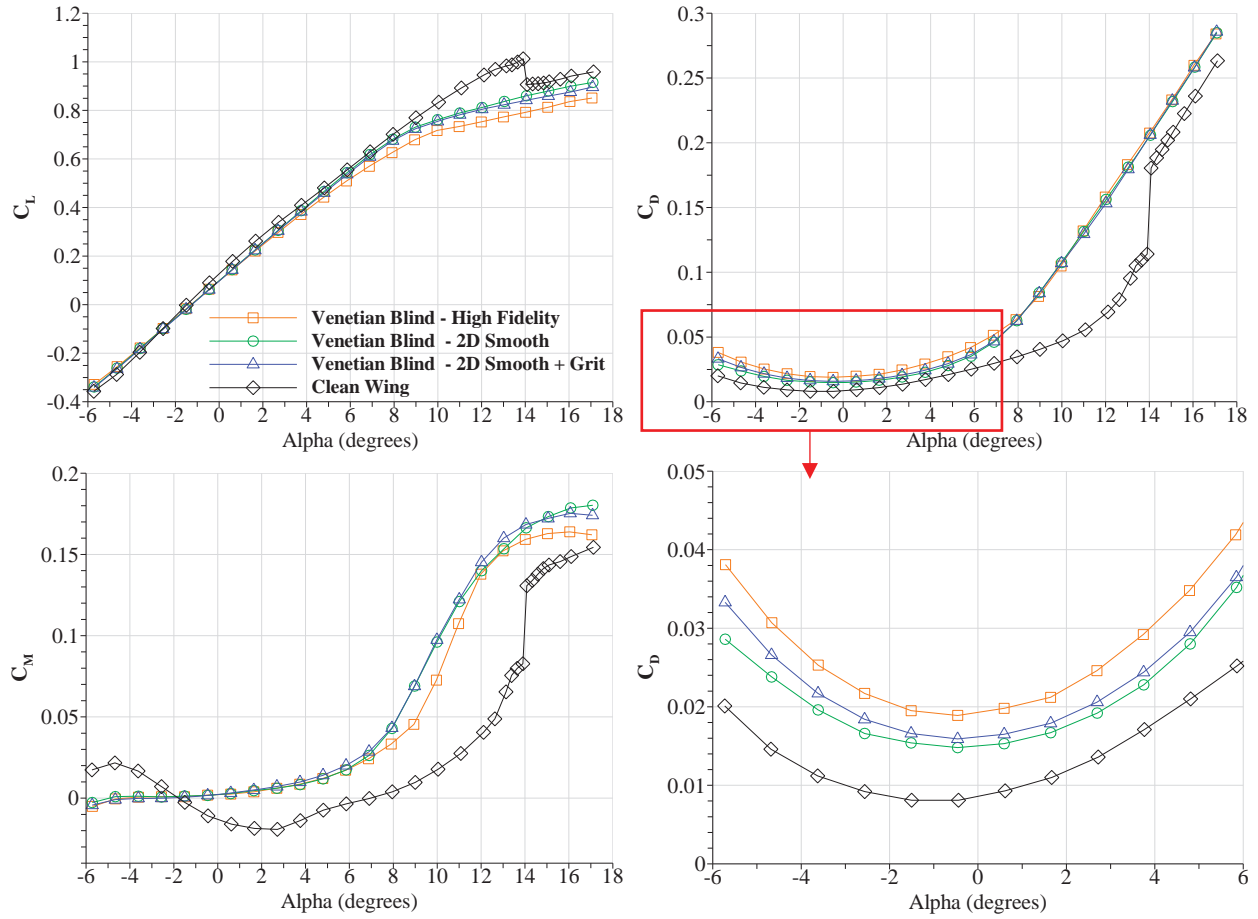 1.2
1
0.8
0.6
0.4
0.2
0
-0.2
-0.4
C_L
-6 -4 -2 0 2 4 6 8 10 12 14 16 18
Alpha (degrees)
Venetian Blind - High Fidelity
Venetian Blind - 2D Smooth
Venetian Blind - 2D Smooth + Grit
Clean Wing
0.3
0.25
0.2
0.15
0.1
0.05
0
C_D
-6 -4 -2 0 2 4 6 8 10 12 14 16 18
Alpha (degrees)
0.2
0.15
0.1
0.05
0
C_M
-6 -4 -2 0 2 4 6 8 10 12 14 16 18
Alpha (degrees)
0.05
0.04
0.03
0.02
0.01
0
C_D
-6 -4 -2 0 2 4 6
Alpha (degrees)